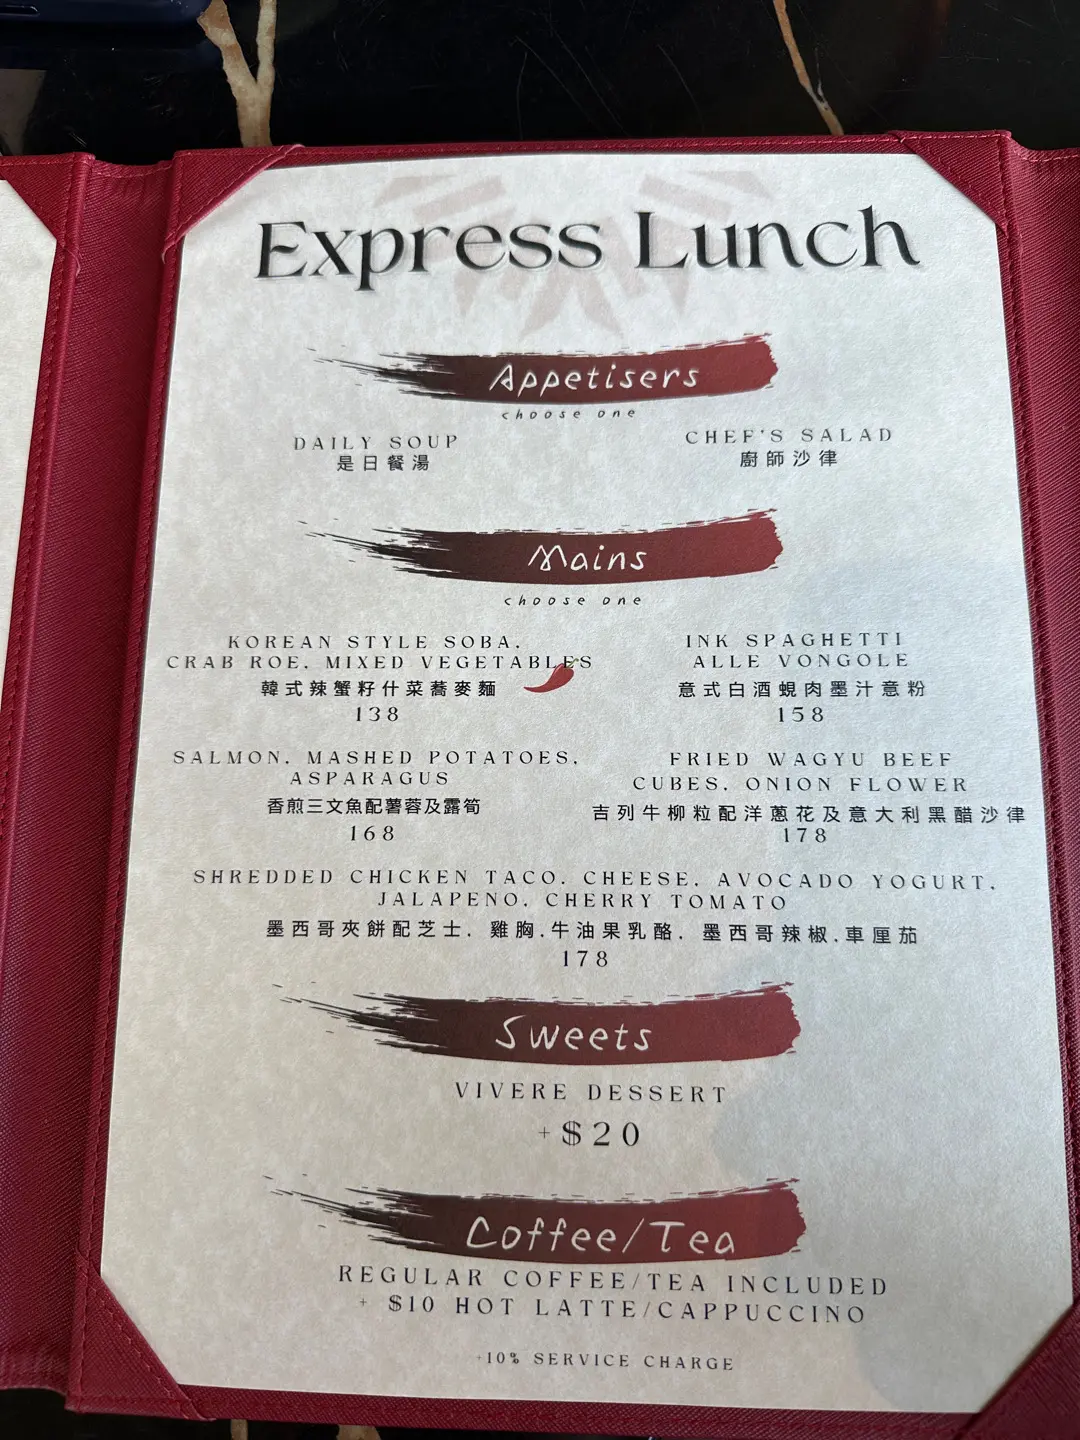 Express Lunch
Appetisers
choose one
DAILY SOUP
是日餐湯
CHEF'S SALAD
廚師沙律
Mains
choose one
KOREAN STYLE SOBA,
CRAB ROE, MIXED VEGETABLES
韓式辣蟹籽什菜蕎麥麵
138
INK SPAGHETTI
ALLE VONGOLE
意式白酒蜆肉墨汁意粉
158
SALMON, MASHED POTATOES,
ASPARAGUS
香煎三文魚配薯蓉及露筍
168
FRIED WAGYU BEEF
CUBES, ONION FLOWER
吉列牛柳粒配洋蔥花及意大利黑醋沙律
178
SHREDDED CHICKEN TACO, CHEESE, AVOCADO YOGURT,
JALAPENO, CHERRY TOMATO
墨西哥夾餅配芝士, 雞胸,牛油果乳酪, 墨西哥辣椒,車厘茄
178
Sweets
VIVERE DESSERT
+$20
Coffee/Tea
REGULAR COFFEE/TEA INCLUDED
+ $10 HOT LATTE/CAPPUCCINO
+10% SERVICE CHARGE